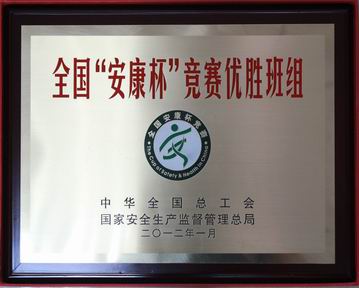 全国“安康杯”竞赛优胜班组
全国安康杯竞赛
The Cup of Safety & Health in China
中华全国总工会
国家安全生产监督管理总局
二〇一二年一月